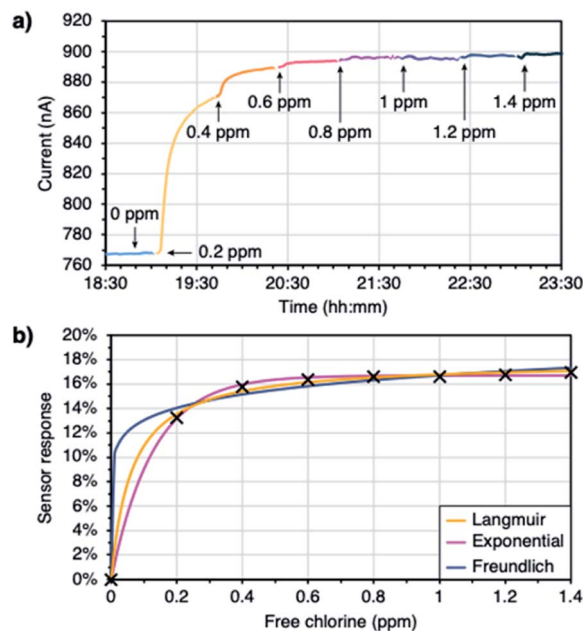 a)
920
900
880
860
840
820
800
780
760
Current (nA)
0 ppm
0.2 ppm
0.4 ppm
0.6 ppm
0.8 ppm
1 ppm
1.2 ppm
1.4 ppm
18:30 19:30 20:30 21:30 22:30 23:30
Time (hh:mm)
b)
20%
18%
16%
14%
12%
10%
8%
6%
4%
2%
0%
Sensor response
Langmuir
Exponential
Freundlich
0 0.2 0.4 0.6 0.8 1 1.2 1.4
Free chlorine (ppm)